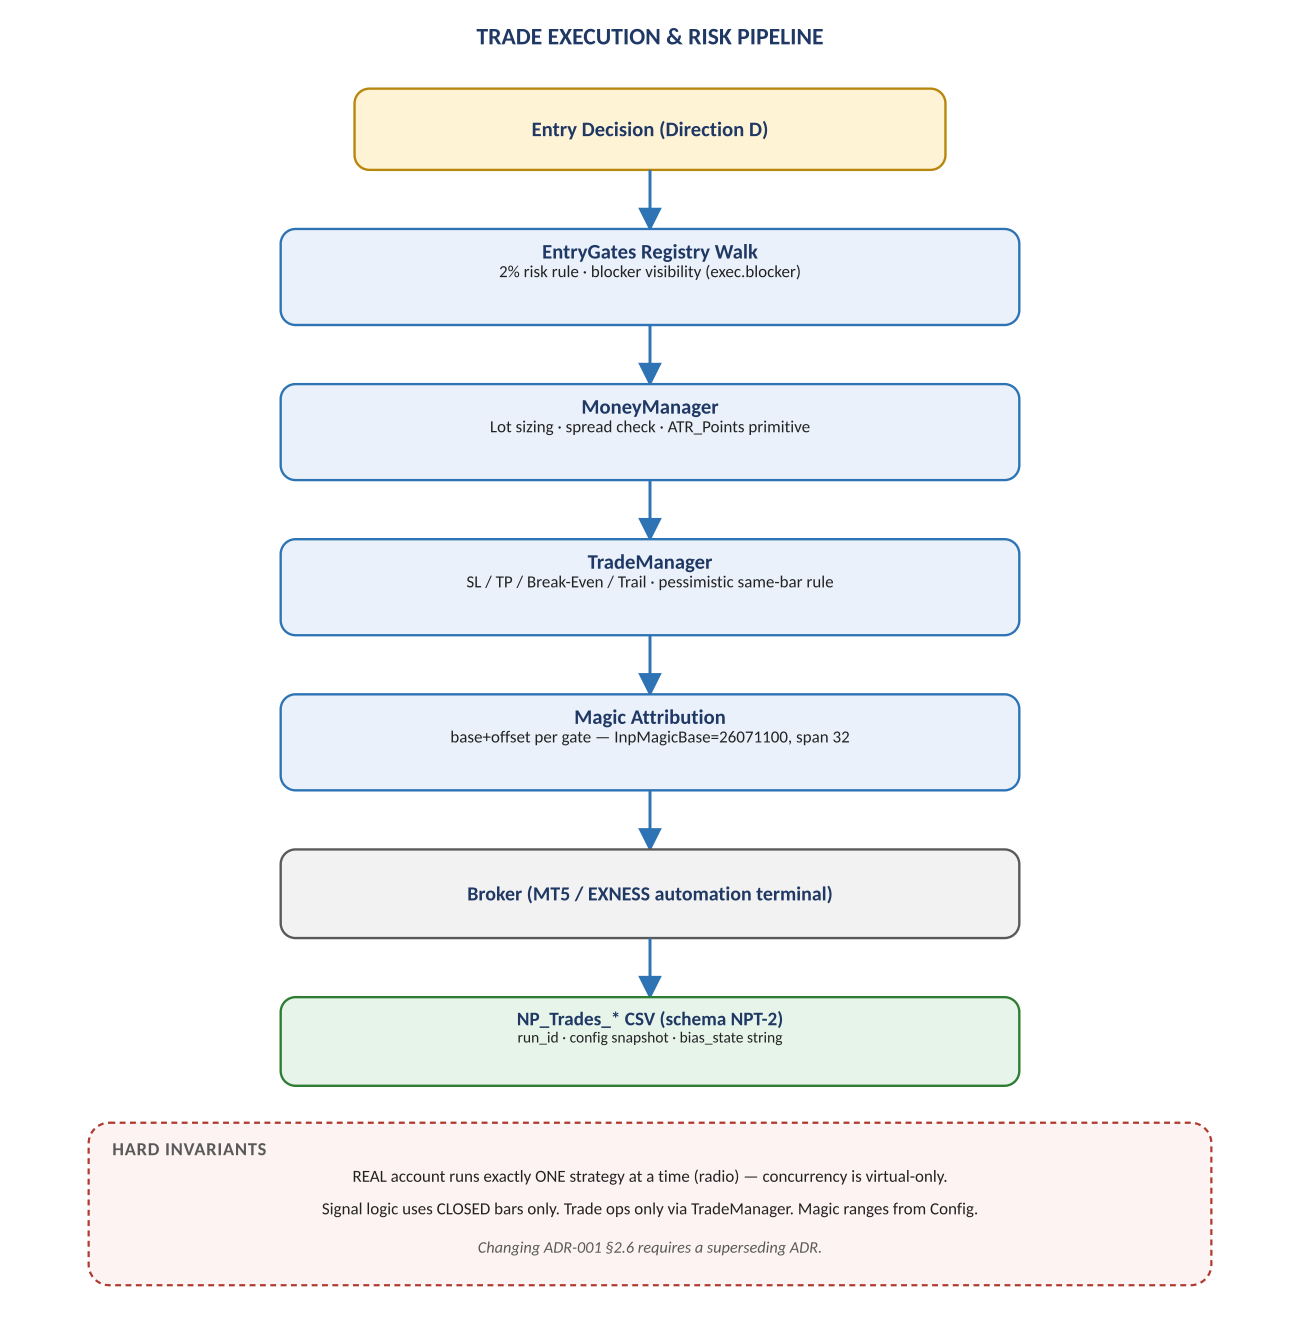 TRADE EXECUTION & RISK PIPELINE
Entry Decision (Direction D)
EntryGates Registry Walk
2% risk rule · blocker visibility (exec.blocker)
MoneyManager
Lot sizing · spread check · ATR_Points primitive
TradeManager
SL / TP / Break-Even / Trail · pessimistic same-bar rule
Magic Attribution
base+offset per gate — InpMagicBase=26071100, span 32
Broker (MT5 / EXNESS automation terminal)
NP_Trades_* CSV (schema NPT-2)
run_id · config snapshot · bias_state string
HARD INVARIANTS
REAL account runs exactly ONE strategy at a time (radio) — concurrency is virtual-only.
Signal logic uses CLOSED bars only. Trade ops only via TradeManager. Magic ranges from Config.
Changing ADR-001 §2.6 requires a superseding ADR.